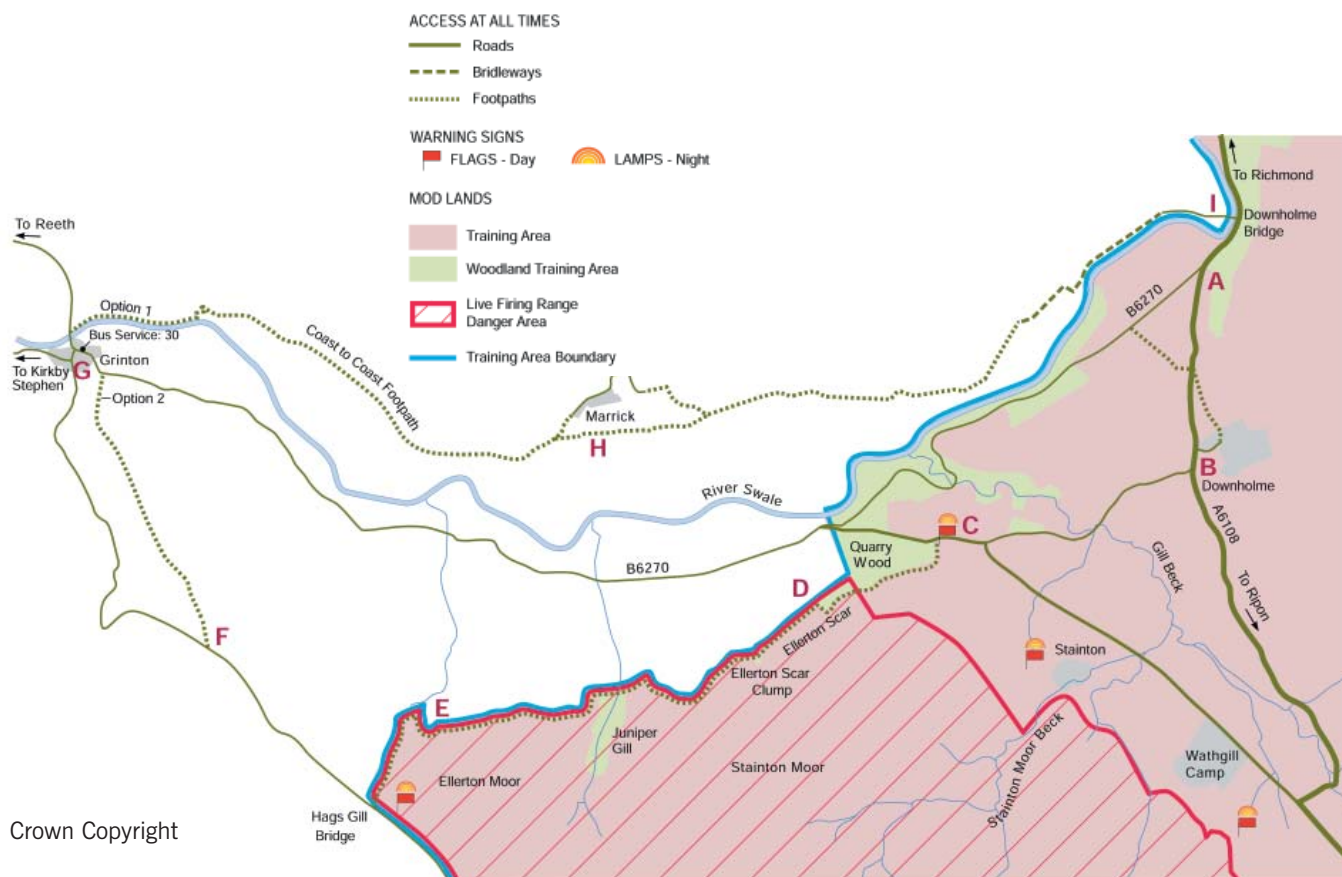 ACCESS AT ALL TIMES
Roads
Bridleways
Footpaths
WARNING SIGNS
FLAGS - Day
LAMPS - Night
MOD LANDS
Training Area
Woodland Training Area
Live Firing Range
Danger Area
Training Area Boundary
To Richmond
I
Downholme
Bridge
To Reeth
A
Option 1
B6270
Bus Service: 30
Grinton
G
To Kirkby
Stephen
Option 2
Coast to Coast Footpath
Marrick
H
B
Downholme
River Swale
A6108
C
Quarry
Wood
Gill Beck
B6270
D
To Ripon
Ellerton Scar
F
Stainton
Ellerton Scar
Clump
E
Juniper
Gill
Stainton Moor
Stainton Moor Beck
Wathgill
Camp
Ellerton Moor
Hags Gill
Bridge
Crown Copyright